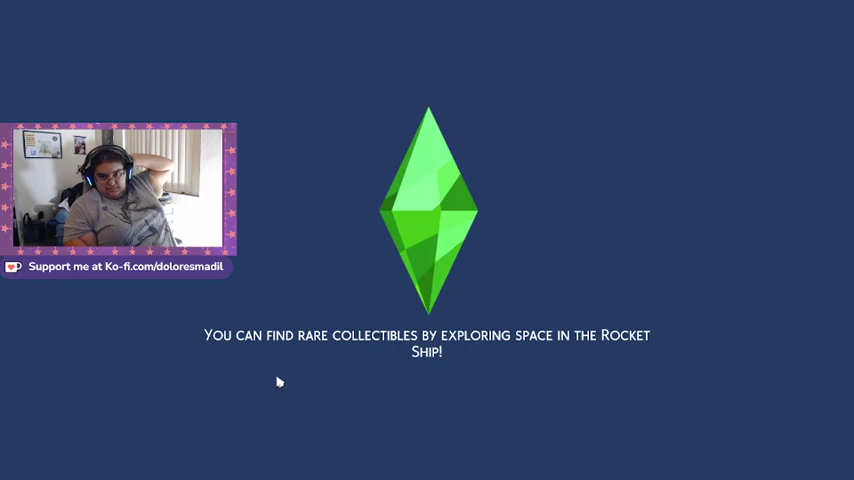 Support me at Ko-fi.com/doloresmadil
You can find rare collectibles by exploring space in the Rocket
Ship!